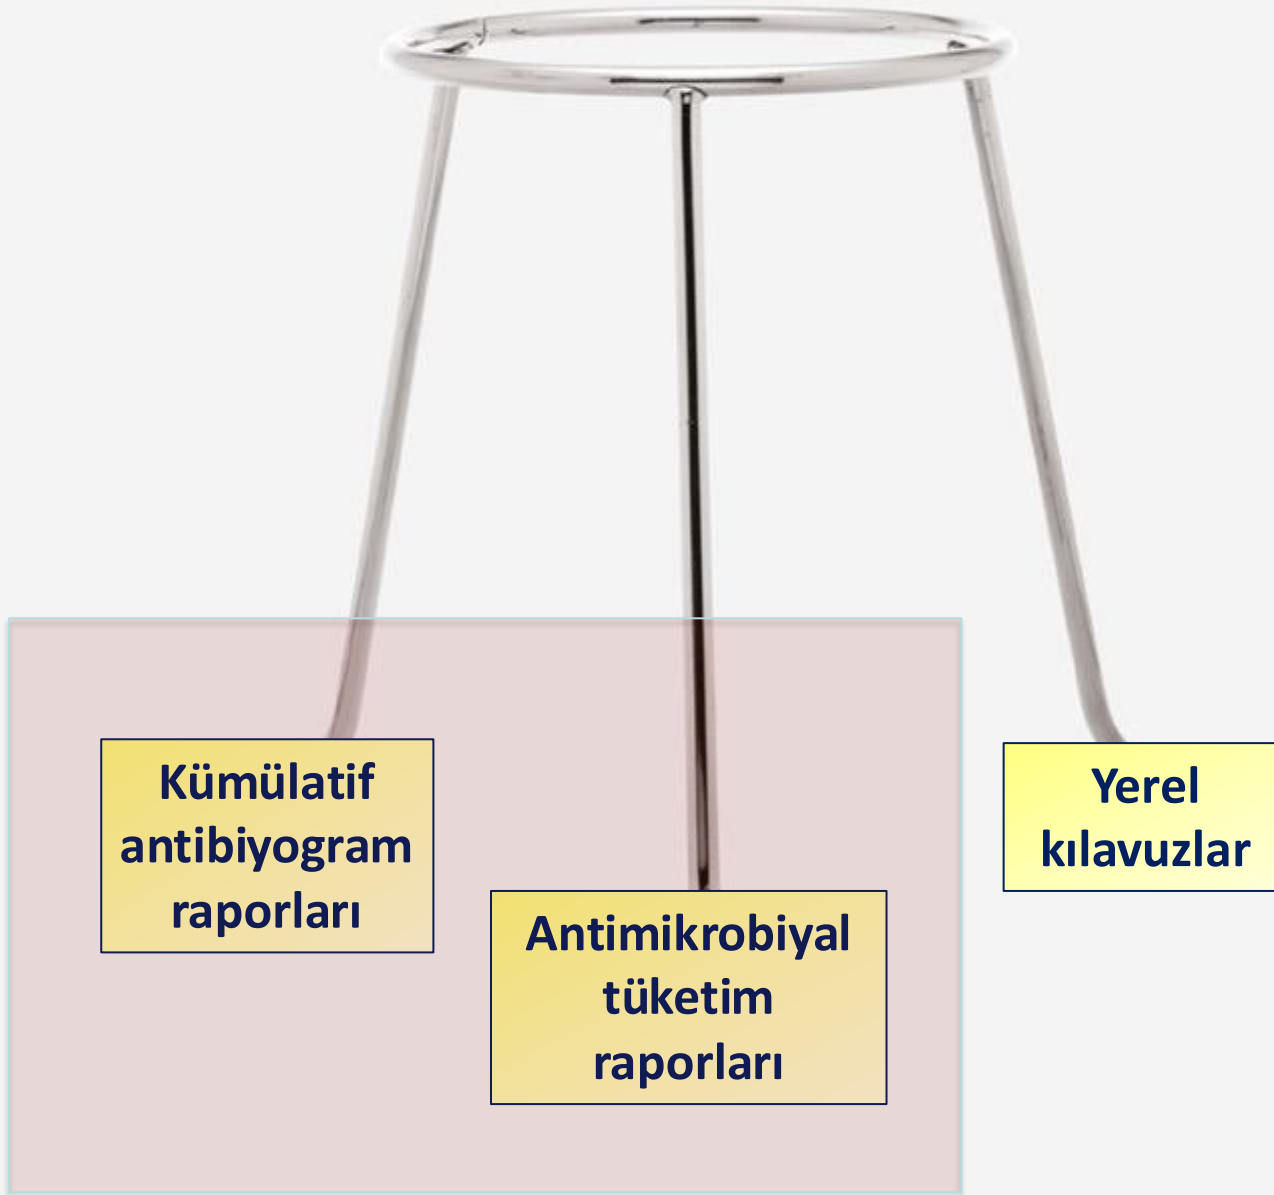 Kümülatif
antibiyogram
raporları
Antimikrobiyal
tüketim
raporları
Yerel
kılavuzlar